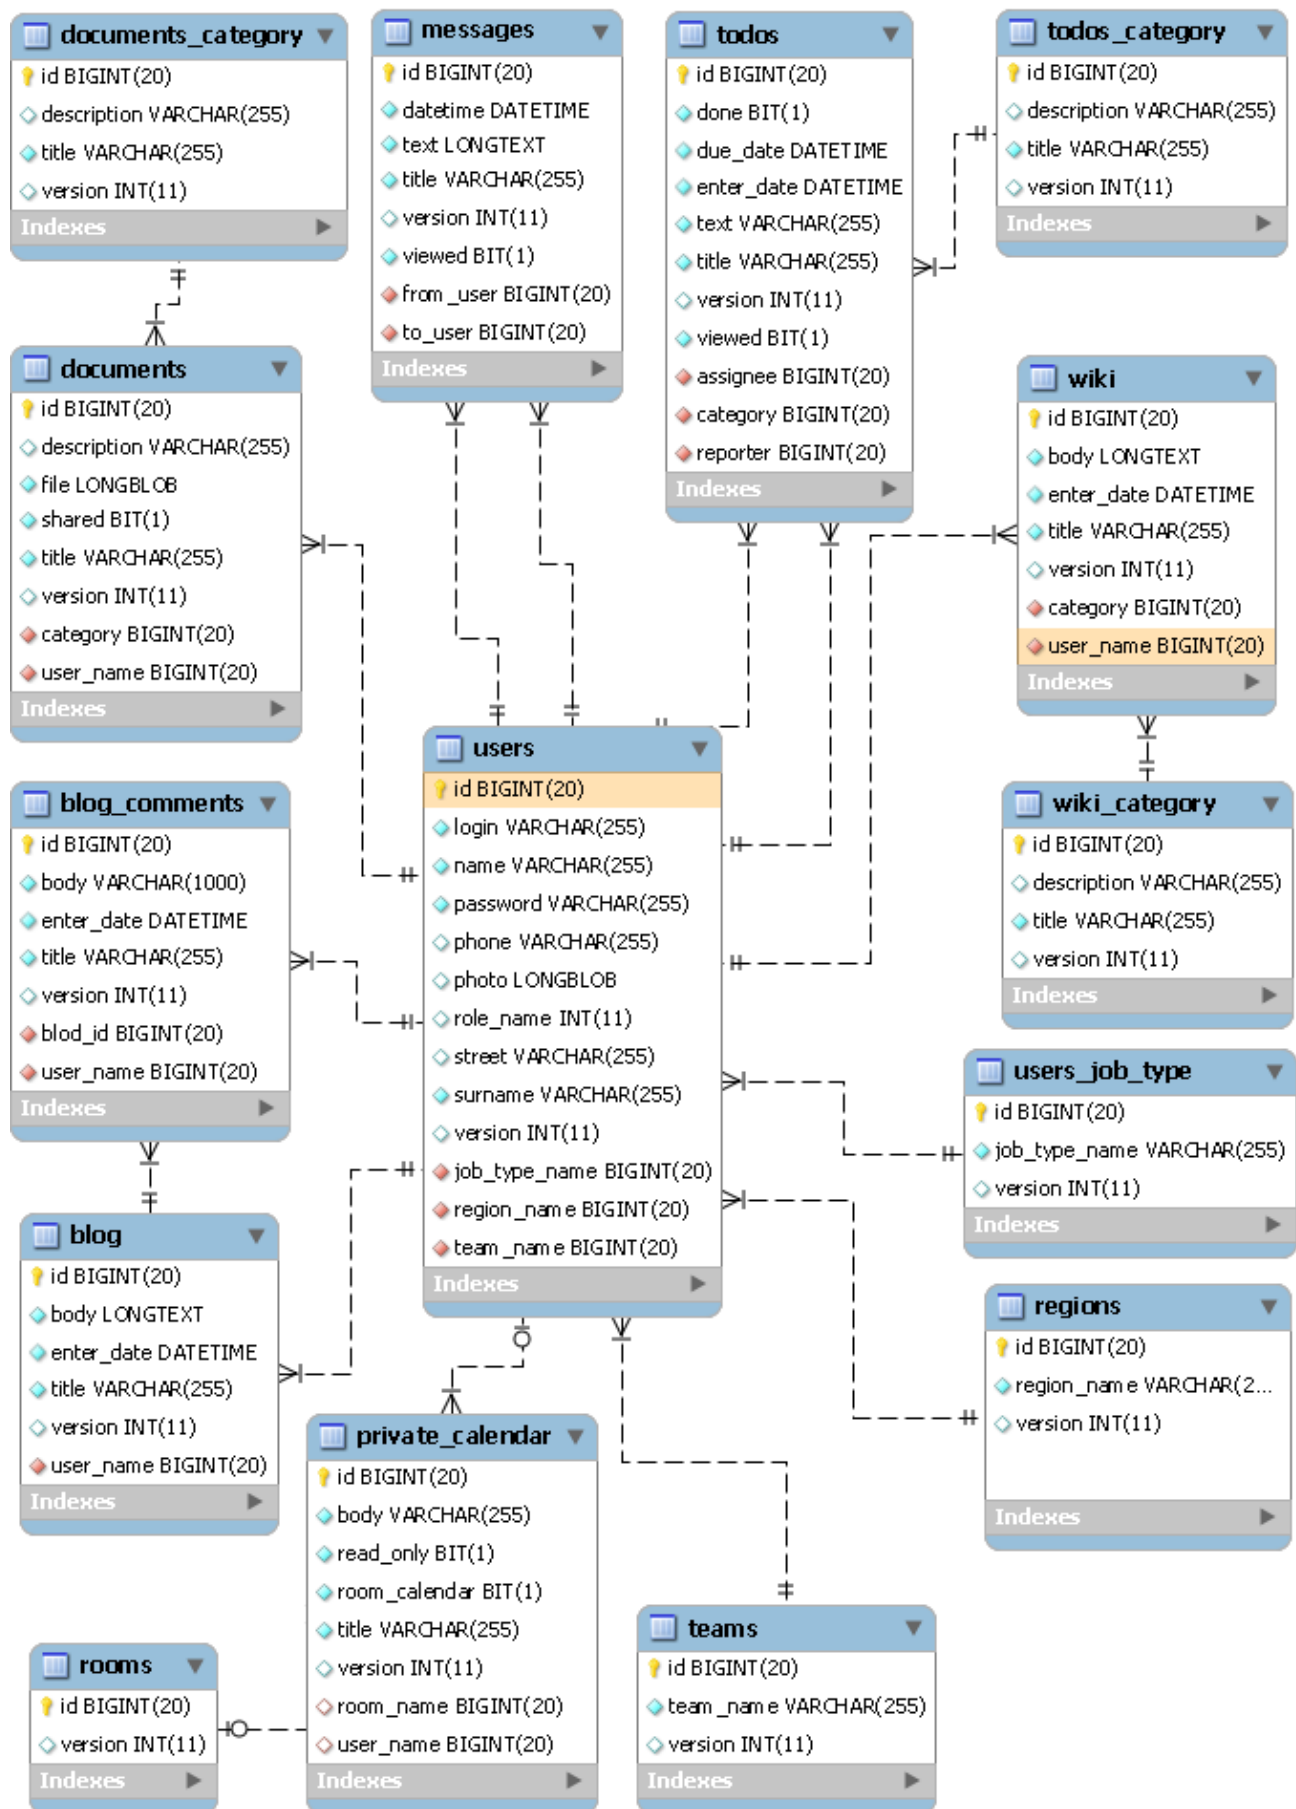 documents_category
id BIGINT(20)
description VARCHAR(255)
title VARCHAR(255)
version INT(11)
Indexes
messages
id BIGINT(20)
datetime DATETIME
text LONGTEXT
title VARCHAR(255)
version INT(11)
viewed BIT(1)
from_user BIGINT(20)
to_user BIGINT(20)
Indexes
todos
id BIGINT(20)
done BIT(1)
due_date DATETIME
enter_date DATETIME
text VARCHAR(255)
title VARCHAR(255)
version INT(11)
viewed BIT(1)
assignee BIGINT(20)
category BIGINT(20)
reporter BIGINT(20)
Indexes
todos_category
id BIGINT(20)
description VARCHAR(255)
title VARCHAR(255)
version INT(11)
Indexes
documents
id BIGINT(20)
description VARCHAR(255)
file LONGBLOB
shared BIT(1)
title VARCHAR(255)
version INT(11)
category BIGINT(20)
user_name BIGINT(20)
Indexes
wiki
id BIGINT(20)
body LONGTEXT
enter_date DATETIME
title VARCHAR(255)
version INT(11)
category BIGINT(20)
user_name BIGINT(20)
Indexes
users
id BIGINT(20)
login VARCHAR(255)
name VARCHAR(255)
password VARCHAR(255)
phone VARCHAR(255)
photo LONGBLOB
role_name INT(11)
street VARCHAR(255)
surname VARCHAR(255)
version INT(11)
job_type_name BIGINT(20)
region_name BIGINT(20)
team_name BIGINT(20)
Indexes
blog_comments
id BIGINT(20)
body VARCHAR(1000)
enter_date DATETIME
title VARCHAR(255)
version INT(11)
blod_id BIGINT(20)
user_name BIGINT(20)
Indexes
wiki_category
id BIGINT(20)
description VARCHAR(255)
title VARCHAR(255)
version INT(11)
Indexes
users_job_type
id BIGINT(20)
job_type_name VARCHAR(255)
version INT(11)
Indexes
blog
id BIGINT(20)
body LONGTEXT
enter_date DATETIME
title VARCHAR(255)
version INT(11)
user_name BIGINT(20)
Indexes
regions
id BIGINT(20)
region_name VARCHAR(2...
version INT(11)
Indexes
private_calendar
id BIGINT(20)
body VARCHAR(255)
read_only BIT(1)
room_calendar BIT(1)
title VARCHAR(255)
version INT(11)
room_name BIGINT(20)
user_name BIGINT(20)
Indexes
teams
id BIGINT(20)
team_name VARCHAR(255)
version INT(11)
Indexes
rooms
id BIGINT(20)
version INT(11)
Indexes